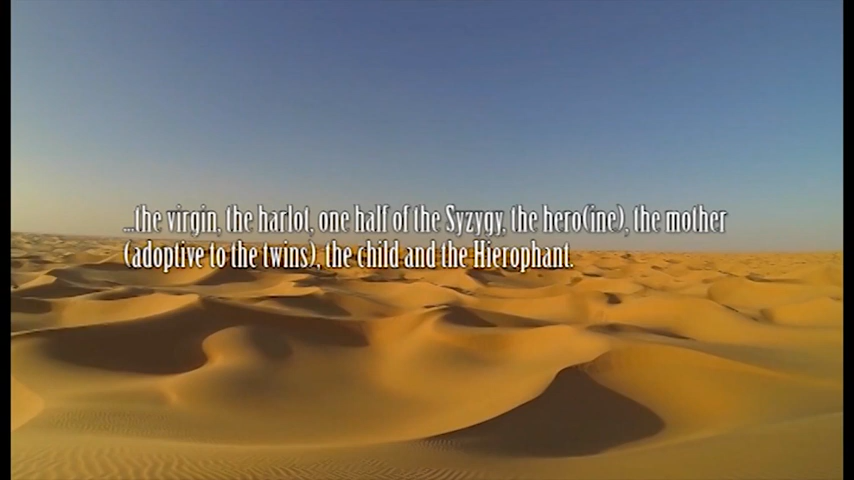 ...the virgin, the harlot, one half of the Syzygy, the hero(ine), the mother
(adoptive to the twins), the child and the Hierophant.